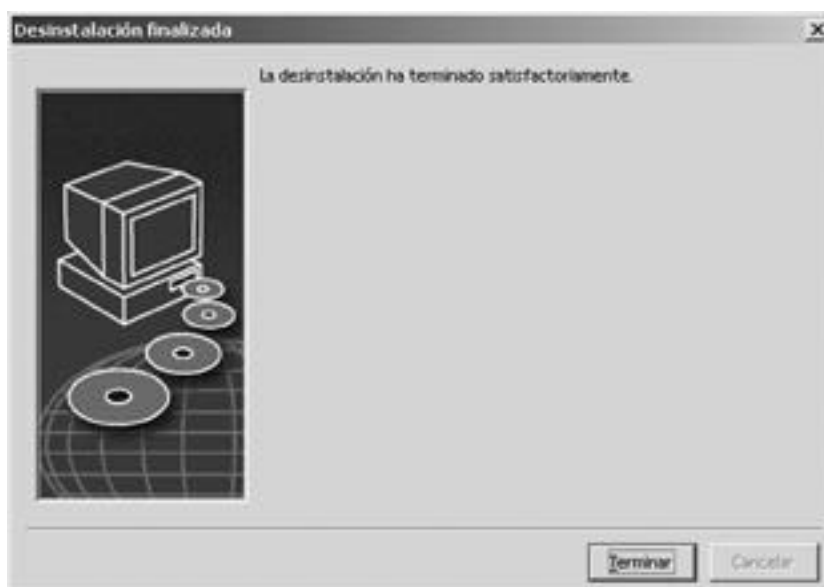 Desinstalación finalizada
La desinstalación ha terminado satisfactoriamente.
Terminar
Cancelar